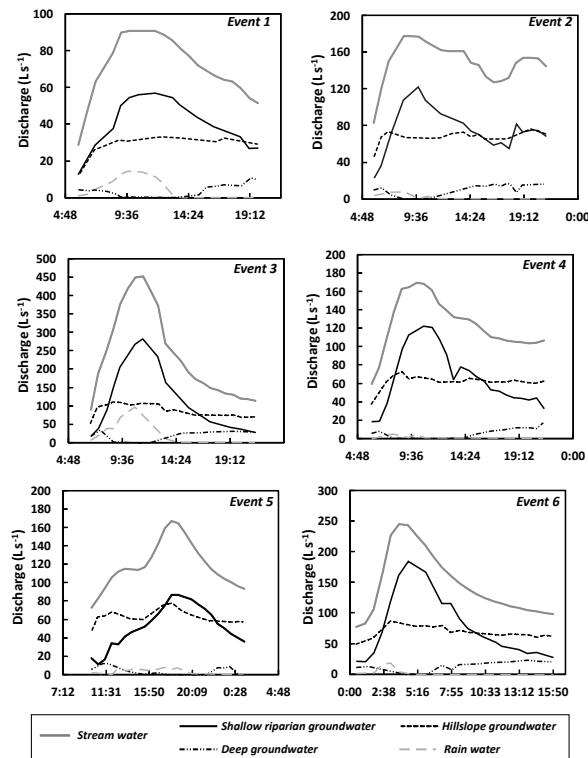 Event 1
Discharge (L s-1)
100
80
60
40
20
0
4:48 9:36 14:24 19:12
Event 2
200
160
120
80
40
0
4:48 9:36 14:24 19:12 0:00
Event 3
Discharge (L s-1)
500
450
400
350
300
250
200
150
100
50
0
4:48 9:36 14:24 19:12
Event 4
200
180
160
140
120
100
80
60
40
20
0
4:48 9:36 14:24 19:12 0:00
Event 5
Discharge (L s-1)
200
180
160
140
120
100
80
60
40
20
0
7:12 11:31 15:50 20:09 0:28 4:48
Event 6
Discharge (L s-1)
300
250
200
150
100
50
0
0:00 2:38 5:16 7:55 10:33 13:12 15:50
Stream water Shallow riparian groundwater Hillslope groundwater
Deep groundwater Rain water